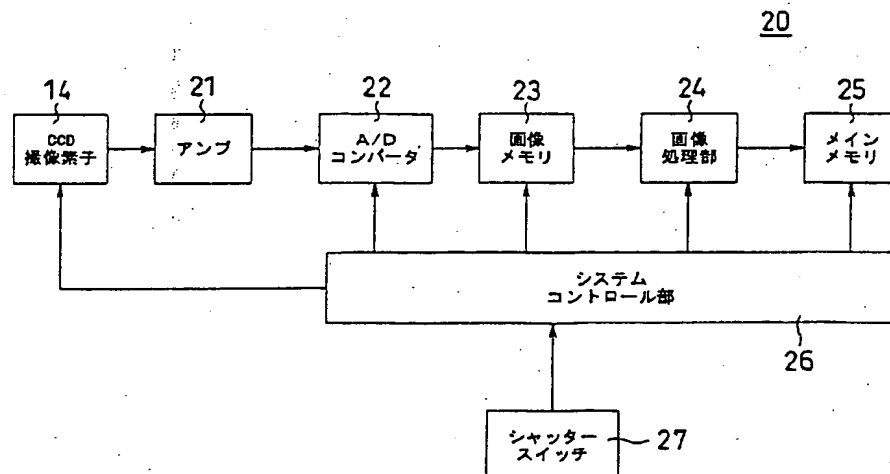 20
14
21
22
23
24
25
CCD
撮像素子
アンプ
A/D
コンバータ
画像
メモリ
画像
処理部
メイン
メモリ
システム
コントロール部
26
シャッター
スイッチ
27